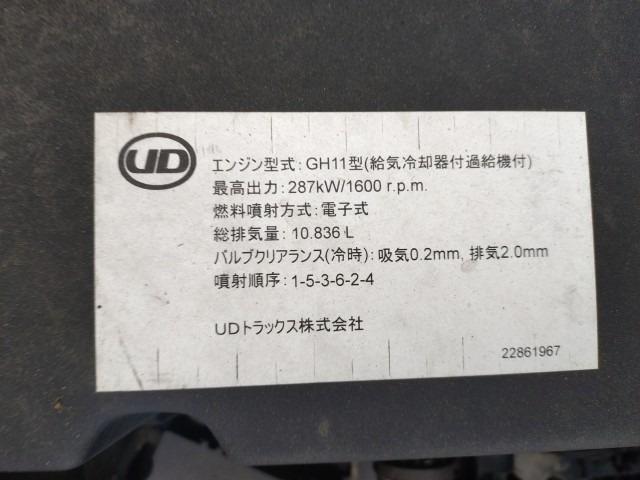 UD
エンジン型式: GH11型(給気冷却器付過給機付)
最高出力: 287kW/1600 r.p.m.
燃料噴射方式: 電子式
総排気量: 10.836 L
バルブクリアランス(冷時): 吸気0.2mm, 排気2.0mm
噴射順序: 1-5-3-6-2-4
UDトラックス株式会社
22861967